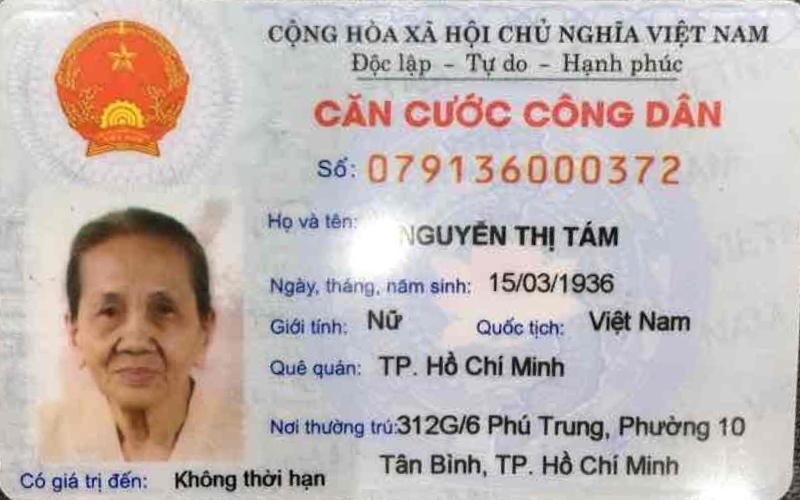 CỘNG HÒA XÃ HỘI CHỦ NGHĨA VIỆT NAM
Độc lập - Tự do - Hạnh phúc
CĂN CƯỚC CÔNG DÂN
Số: 079136000372
Họ và tên: NGUYỄN THỊ TÁM
Ngày, tháng, năm sinh: 15/03/1936
Giới tính: Nữ Quốc tịch: Việt Nam
Quê quán: TP. Hồ Chí Minh
Nơi thường trú: 312G/6 Phú Trung, Phường 10
Tân Bình, TP. Hồ Chí Minh
Có giá trị đến: Không thời hạn